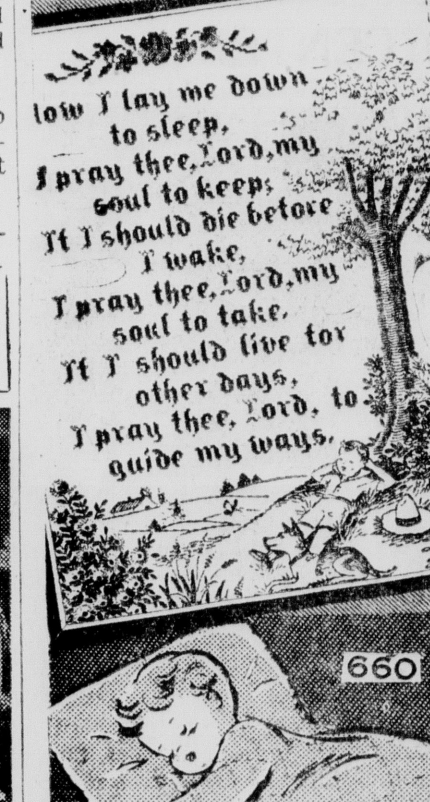 low I lay me down
to sleep,
I pray thee, Lord, my
soul to keep;
If I should die before
I wake,
I pray thee, Lord, my
soul to take.
If I should live for
other days,
I pray thee, Lord, to
guide my ways.
660